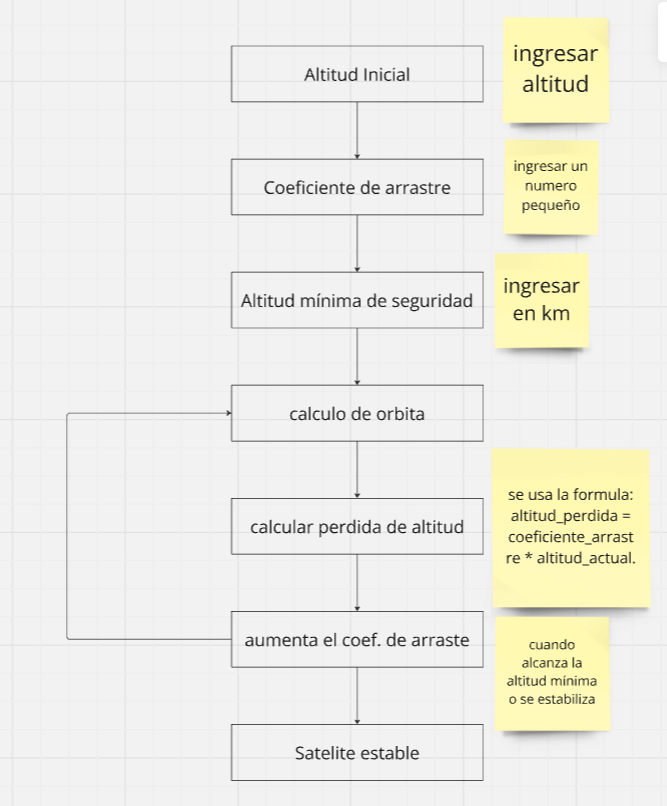 Altitud Inicial
ingresar
altitud
Coeficiente de arrastre
ingresar un
numero
pequeño
Altitud mínima de seguridad
ingresar
en km
calculo de orbita
calcular perdida de altitud
se usa la formula:
altitud_perdida =
coeficiente_arrast
re * altitud_actual.
aumenta el coef. de arraste
cuando
alcanza la
altitud mínima
o se estabiliza
Satelite estable